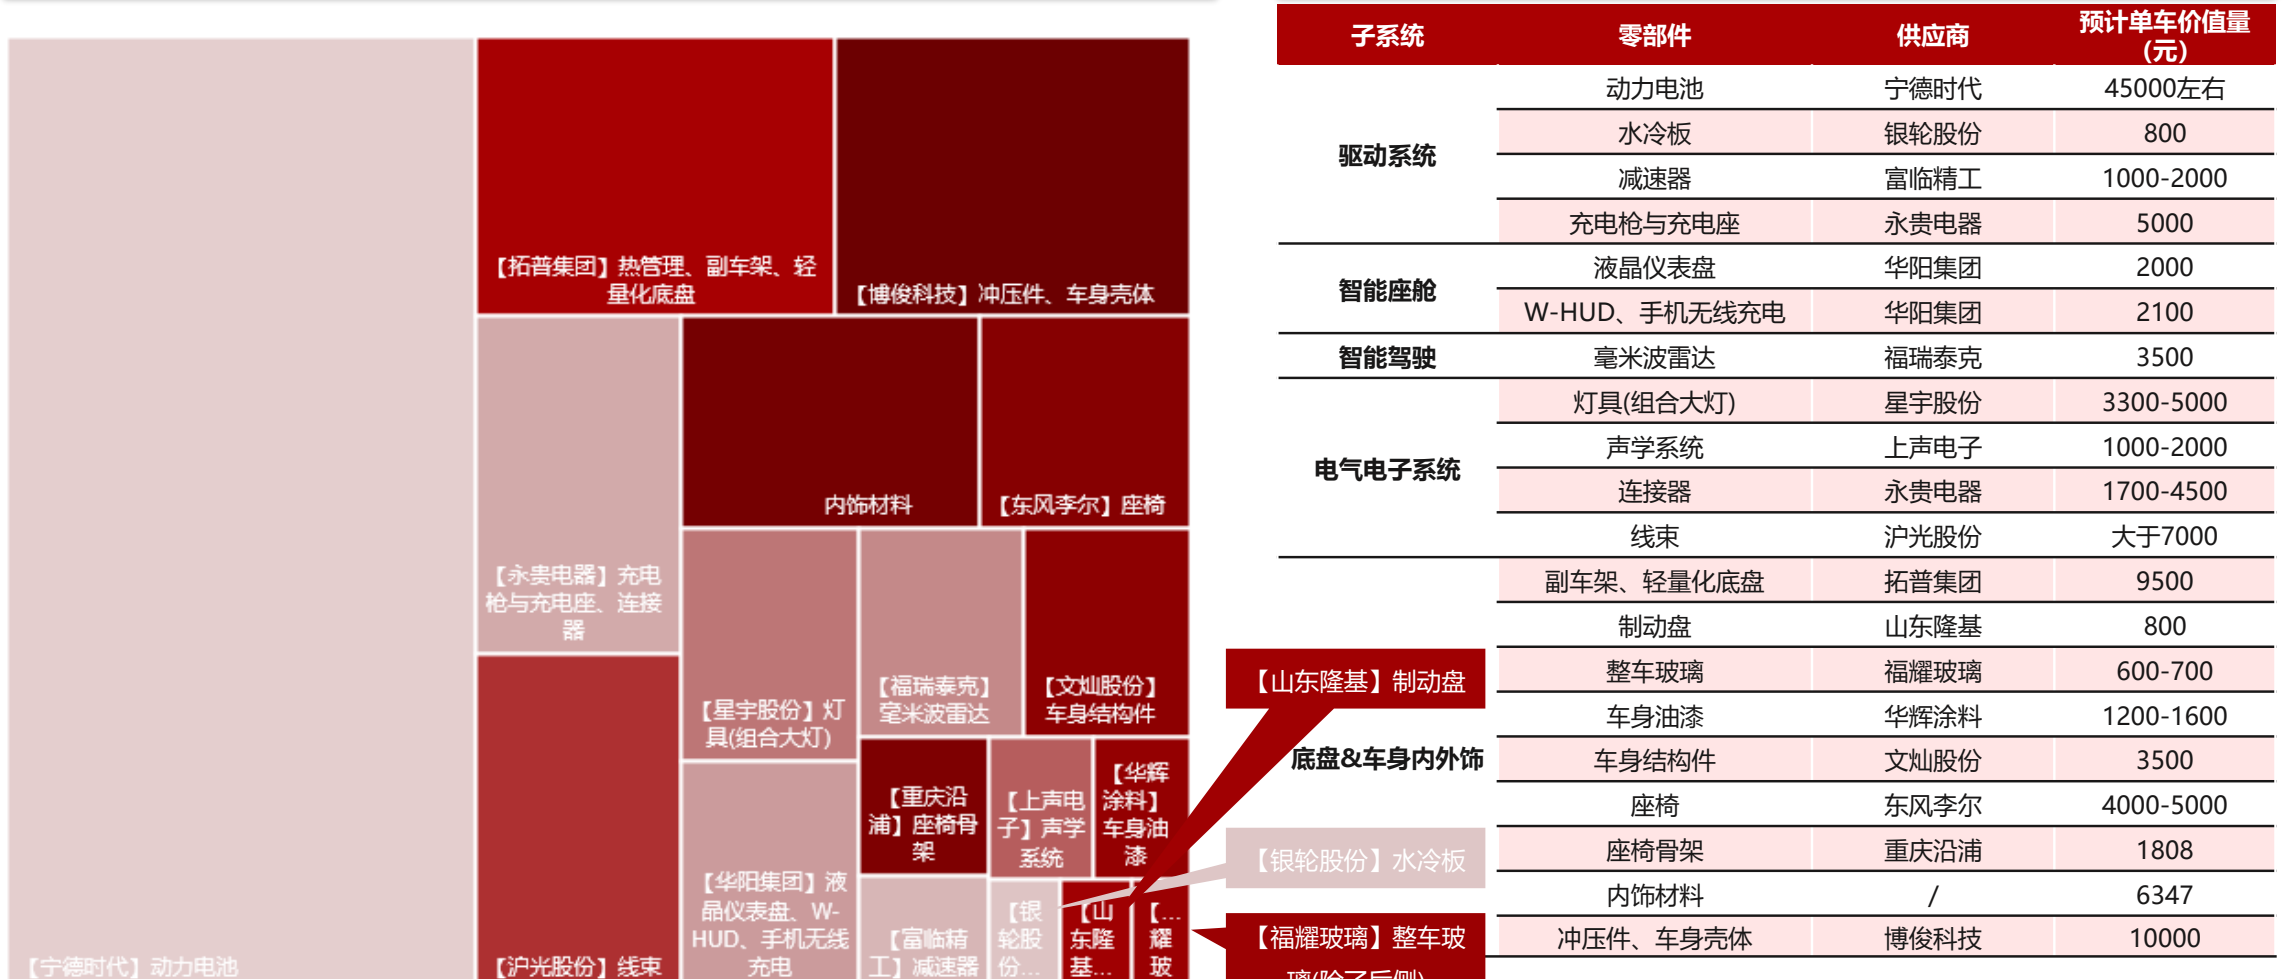 【宁德时代】动力电池
【拓普集团】热管理、副车架、轻
量化底盘
【博俊科技】冲压件、车身壳体
【永贵电器】充电
枪与充电座、连接
器
内饰材料
【东风李尔】座椅
【沪光股份】线束
【星宇股份】灯
具(组合大灯)
【福瑞泰克】
毫米波雷达
【文灿股份】
车身结构件
【华阳集团】液
晶仪表盘、W-
HUD、手机无线
充电
【重庆沿
浦】座椅骨
架
【上声电
子】声学
系统
【华辉
涂料】
车身油
漆
【富临精
工】减速器
【银
轮股
份...
【山
东隆
基...
【...
耀
玻
【山东隆基】制动盘
【银轮股份】水冷板
【福耀玻璃】整车玻
璃(除了后侧)
子系统 零部件 供应商 预计单车价值量
(元)
驱动系统
动力电池 宁德时代 45000左右
水冷板 银轮股份 800
减速器 富临精工 1000-2000
充电枪与充电座 永贵电器 5000
智能座舱
液晶仪表盘 华阳集团 2000
W-HUD、手机无线充电 华阳集团 2100
智能驾驶 毫米波雷达 福瑞泰克 3500
电气电子系统
灯具(组合大灯) 星宇股份 3300-5000
声学系统 上声电子 1000-2000
连接器 永贵电器 1700-4500
线束 沪光股份 大于7000
底盘&车身内外饰
副车架、轻量化底盘 拓普集团 9500
制动盘 山东隆基 800
整车玻璃 福耀玻璃 600-700
车身油漆 华辉涂料 1200-1600
车身结构件 文灿股份 3500
座椅 东风李尔 4000-5000
座椅骨架 重庆沿浦 1808
内饰材料 / 6347
冲压件、车身壳体 博俊科技 10000